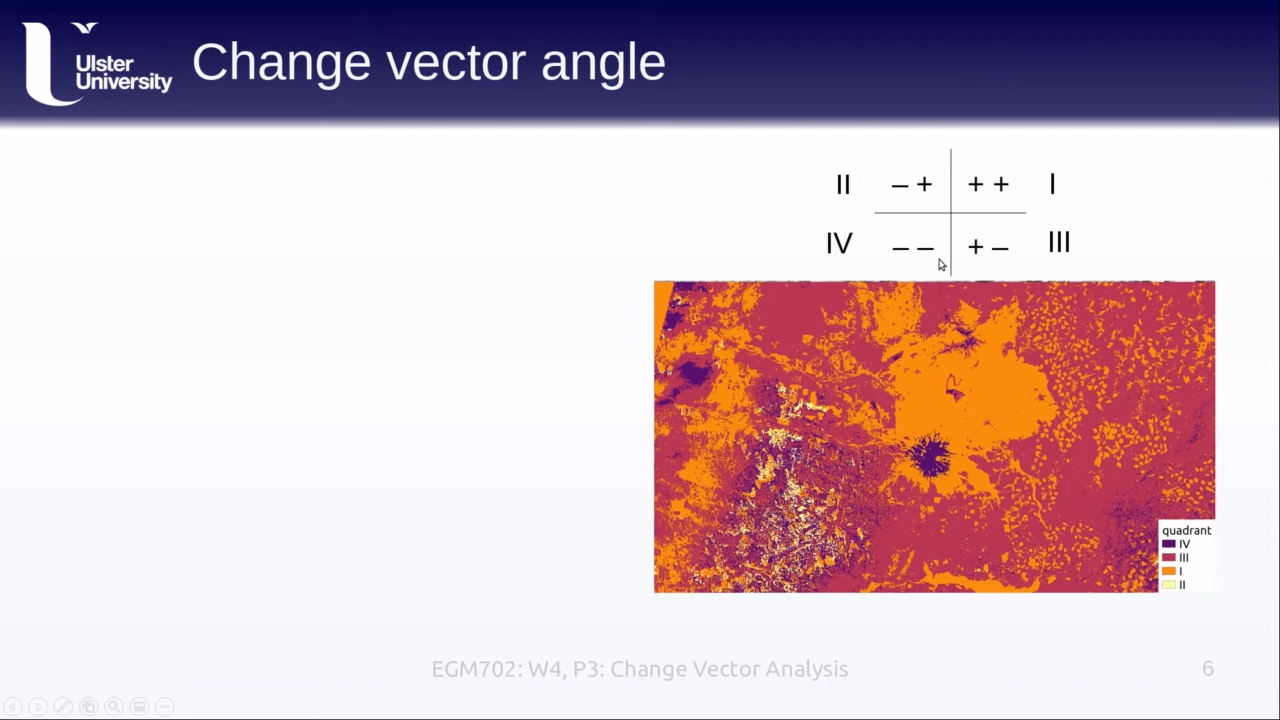 Ulster
University
Change vector angle
II – + + + I
IV – – + – III
quadrant
IV
III
I
II
EGM702: W4, P3: Change Vector Analysis
6